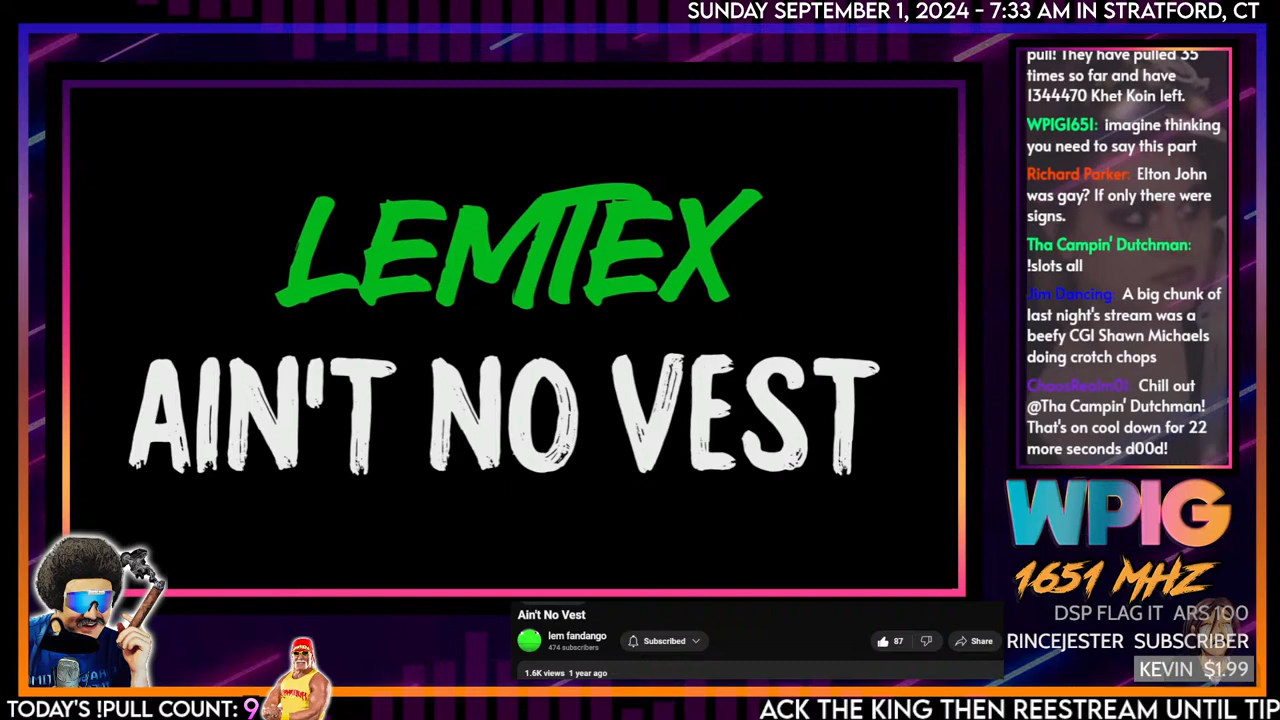 SUNDAY SEPTEMBER 1, 2024 - 7:33 AM IN STRATFORD, CT
LEMTEX
AIN'T NO VEST
pull! They have pulled 35
times so far and have
1344470 Khet Koin left.
WPIG1651: imagine thinking
you need to say this part
Richard Parker: Elton John
was gay? If only there were
signs.
Tha Campin' Dutchman:
!slots all
Jim Dancing: A big chunk of
last night's stream was a
beefy CGI Shawn Michaels
doing crotch chops
ChaosRealm01: Chill out
@Tha Campin' Dutchman!
That's on cool down for 22
more seconds d00d!
WPIG
1651 MHZ
DSP FLAG IT ARS 100
RINCEJESTER SUBSCRIBER
KEVIN $1.99
Ain't No Vest
lem fandango
474 subscribers
Subscribed
87
Share
1.6K views 1 year ago
TODAY'S !PULL COUNT: 9
ACK THE KING THEN REESTREAM UNTIL TIP